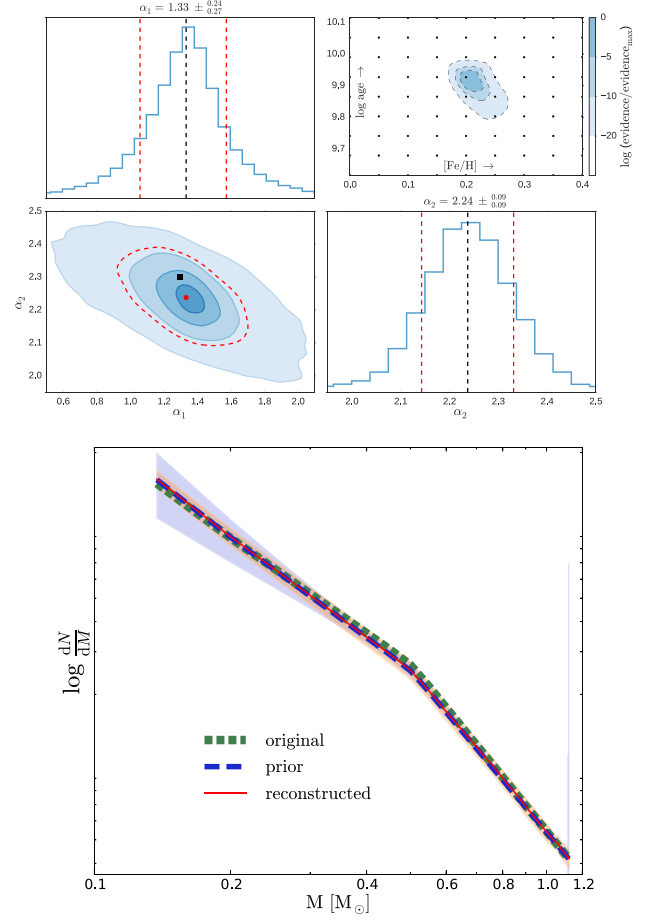 α₁ = 1.33 ± 0.24 0.27
10.1
10.0
9.9
9.8
9.7
log age →
[Fe/H] →
0.0 0.1 0.2 0.3 0.4
0
−5
−10
−20
log (evidence/evidence_max)
α₂ = 2.24 ± 0.09 0.09
2.5
2.4
2.3
2.2
2.1
2.0
α₂
0.6 0.8 1.0 1.2 1.4 1.6 1.8 2.0
α₁
2.0 2.1 2.2 2.3 2.4 2.5
α₂
log dN/dM
original
prior
reconstructed
0.1 0.2 0.4 0.6 0.8 1.0 1.2
M [M⊙]